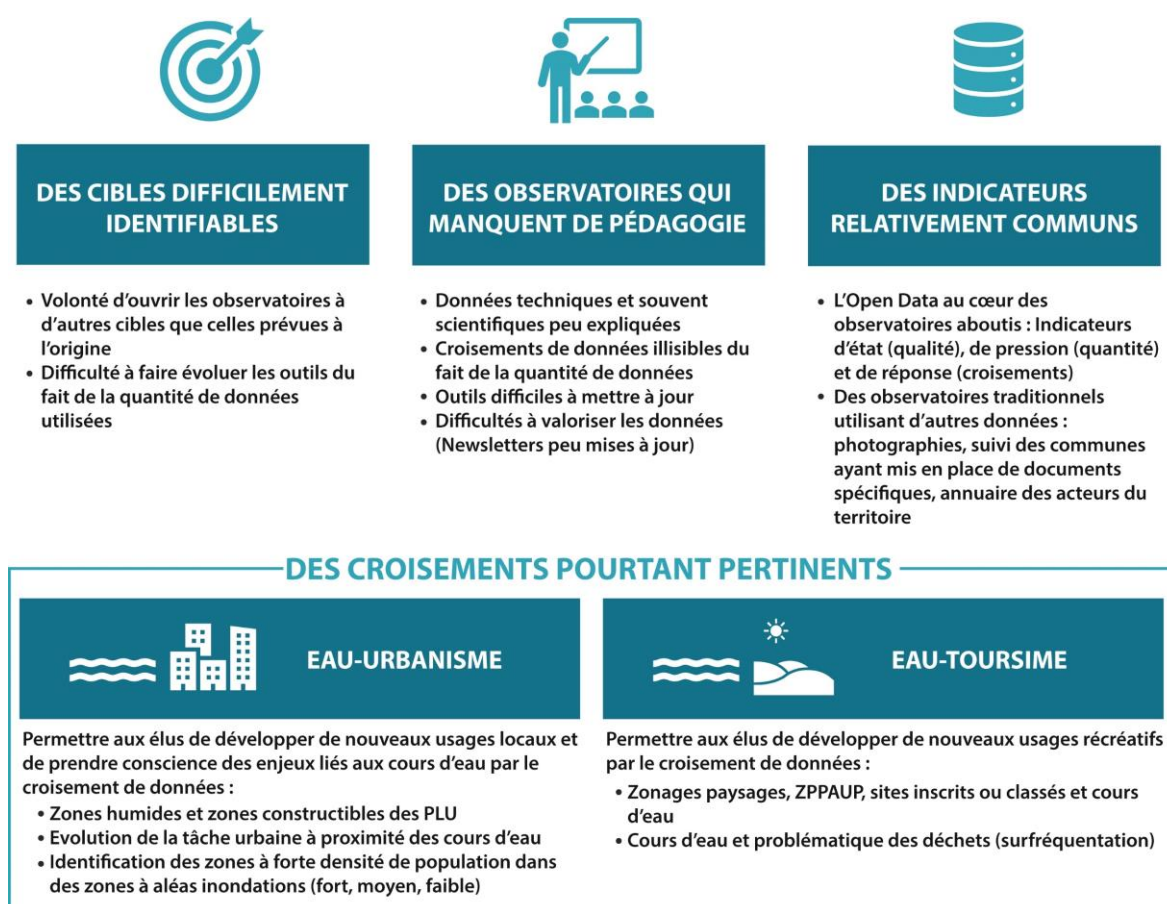 DES CIBLES DIFFICILEMENT
IDENTIFIABLES
• Volonté d'ouvrir les observatoires à
d'autres cibles que celles prévues à
l'origine
• Difficulté à faire évoluer les outils du
fait de la quantité de données
utilisées
DES OBSERVATOIRES QUI
MANQUENT DE PÉDAGOGIE
• Données techniques et souvent
scientifiques peu expliquées
• Croisements de données illisibles du
fait de la quantité de données
• Outils difficiles à mettre à jour
• Difficultés à valoriser les données
(Newsletters peu mises à jour)
DES INDICATEURS
RELATIVEMENT COMMUNS
• L'Open Data au cœur des
observatoires aboutis : Indicateurs
d'état (qualité), de pression (quantité)
et de réponse (croisements)
• Des observatoires traditionnels
utilisant d'autres données :
photographies, suivi des communes
ayant mis en place de documents
spécifiques, annuaire des acteurs du
territoire
DES CROISEMENTS POURTANT PERTINENTS
EAU-URBANISME
Permettre aux élus de développer de nouveaux usages locaux et
de prendre conscience des enjeux liés aux cours d'eau par le
croisement de données :
• Zones humides et zones constructibles des PLU
• Evolution de la tâche urbaine à proximité des cours d'eau
• Identification des zones à forte densité de population dans
des zones à aléas inondations (fort, moyen, faible)
EAU-TOURSIME
Permettre aux élus de développer de nouveaux usages récréatifs
par le croisement de données :
• Zonages paysages, ZPPAUP, sites inscrits ou classés et cours
d'eau
• Cours d'eau et problématique des déchets (surfréquentation)